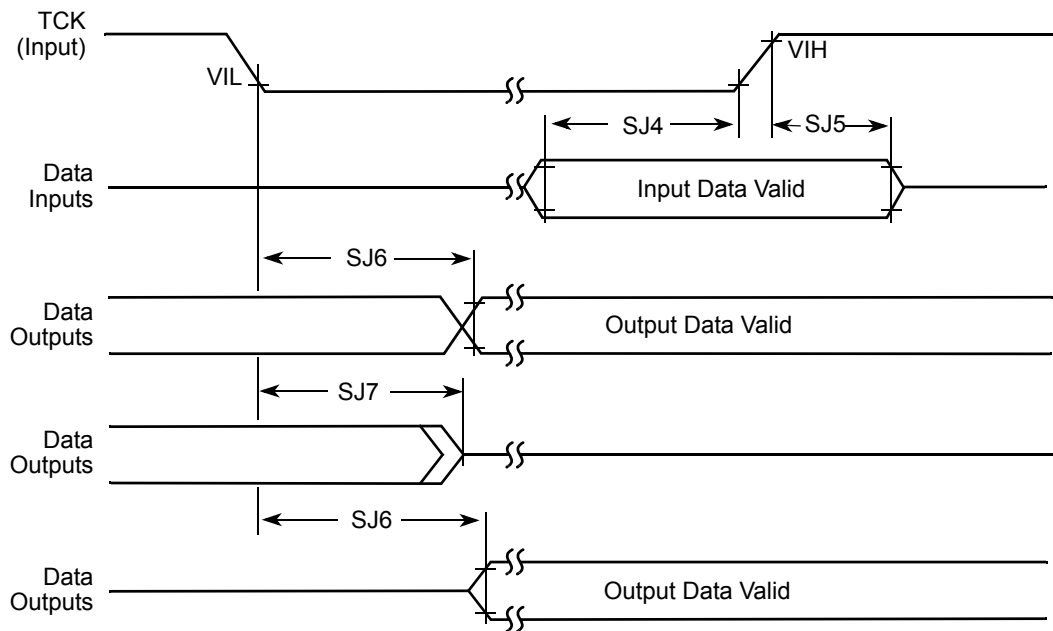 TCK
(Input)
VIL
VIH
SJ4
SJ5
Data
Inputs
Input Data Valid
SJ6
Data
Outputs
Output Data Valid
SJ7
Data
Outputs
SJ6
Data
Outputs
Output Data Valid